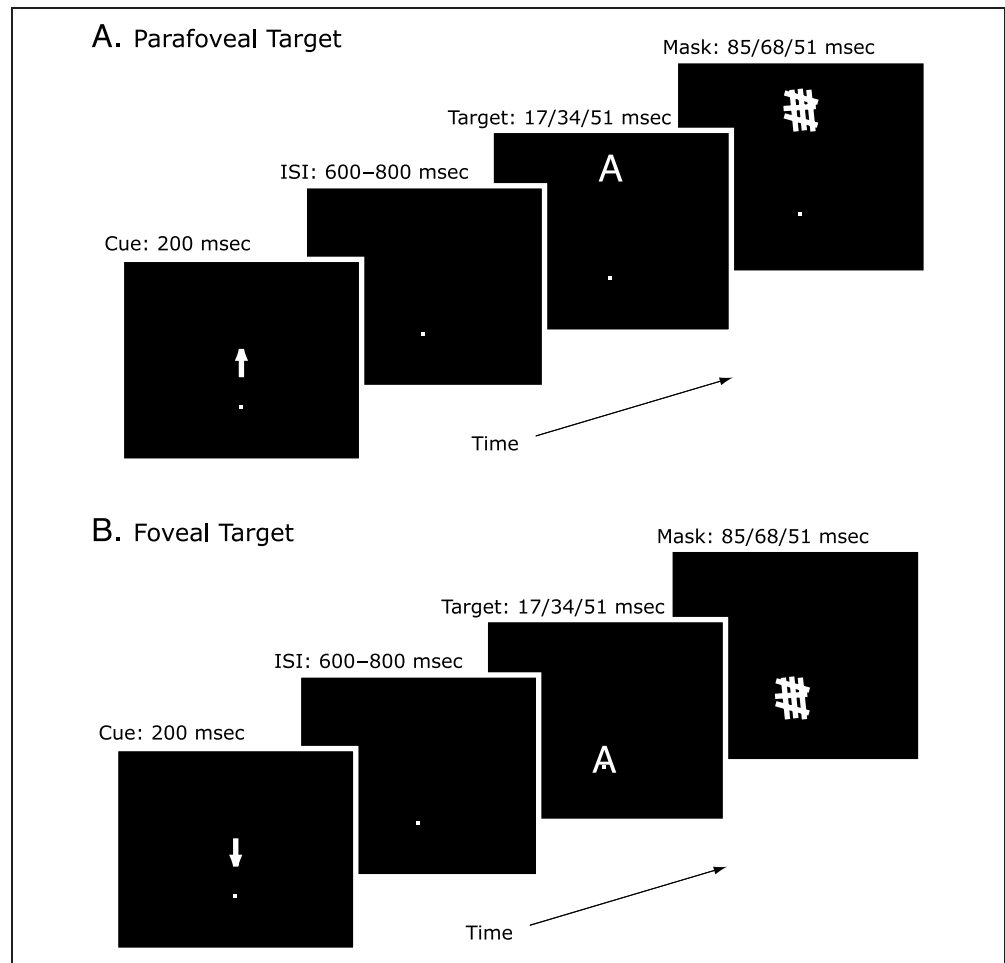 A. Parafoveal Target
Mask: 85/68/51 msec
Target: 17/34/51 msec
A
ISI: 600–800 msec
Cue: 200 msec
Time
B. Foveal Target
Mask: 85/68/51 msec
Target: 17/34/51 msec
ISI: 600–800 msec
Cue: 200 msec
A
Time